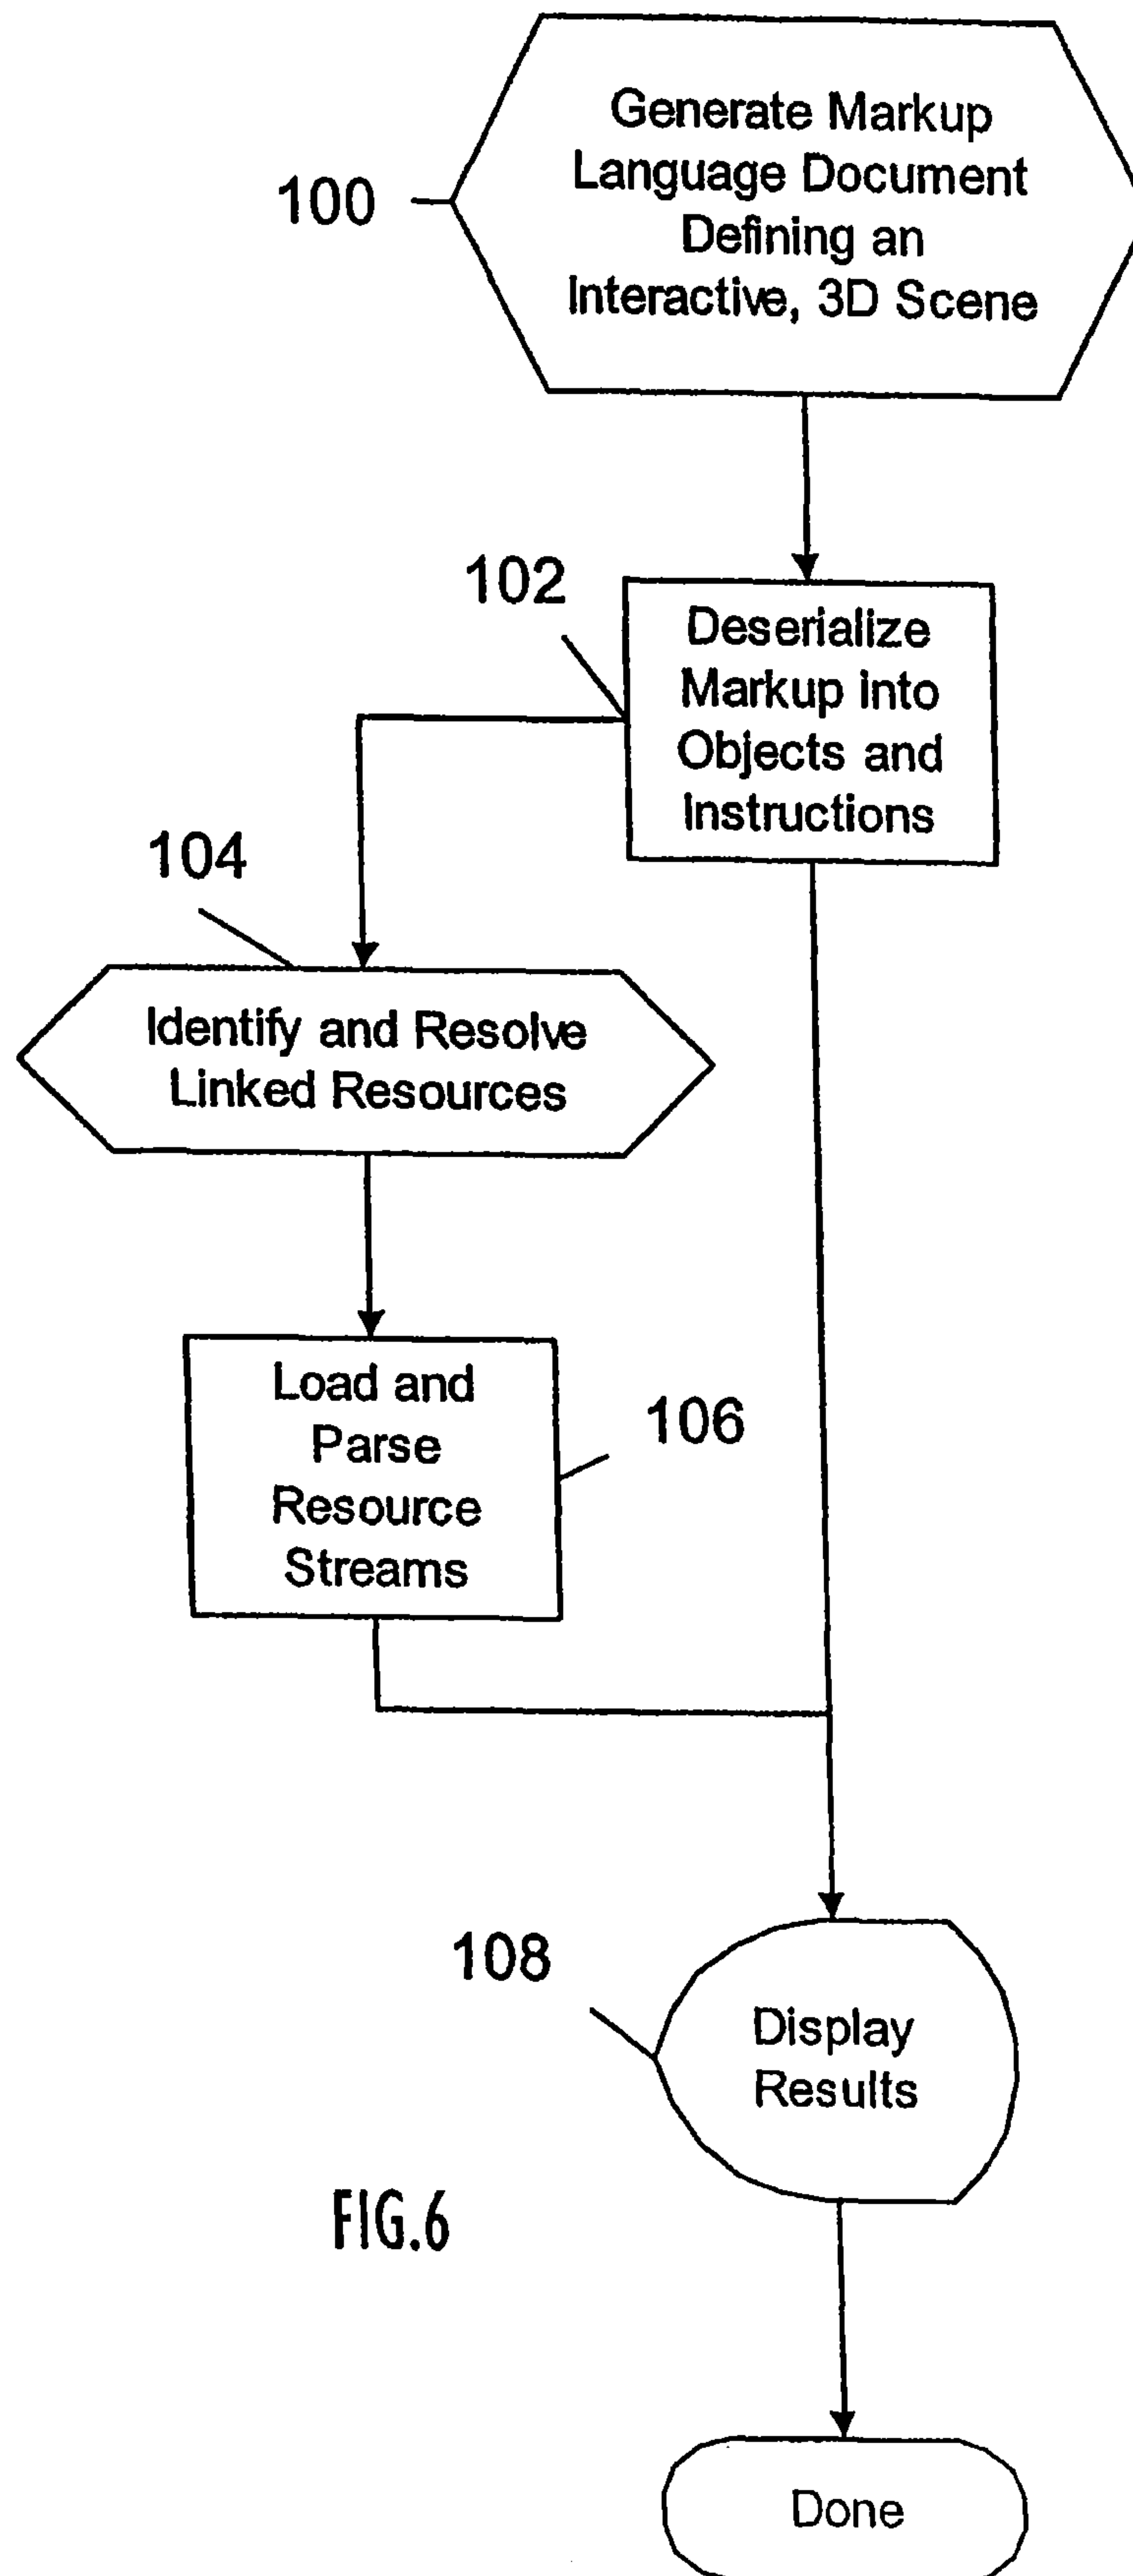 Generate Markup
Language Document
Defining an
Interactive, 3D Scene
100
102
Deserialize
Markup into
Objects and
Instructions
104
Identify and Resolve
Linked Resources
Load and
Parse
Resource
Streams
106
108
Display
Results
FIG.6
Done